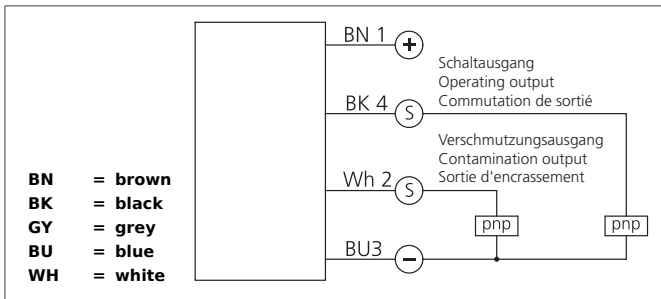 BN 1
+
Schaltausgang
Operating output
Commutation de sortié
BK 4
S
Verschmutzungsausgang
Contamination output
Sortie d'encrassement
Wh 2
S
pnp
pnp
BU3
−
BN = brown
BK = black
GY = grey
BU = blue
WH = white